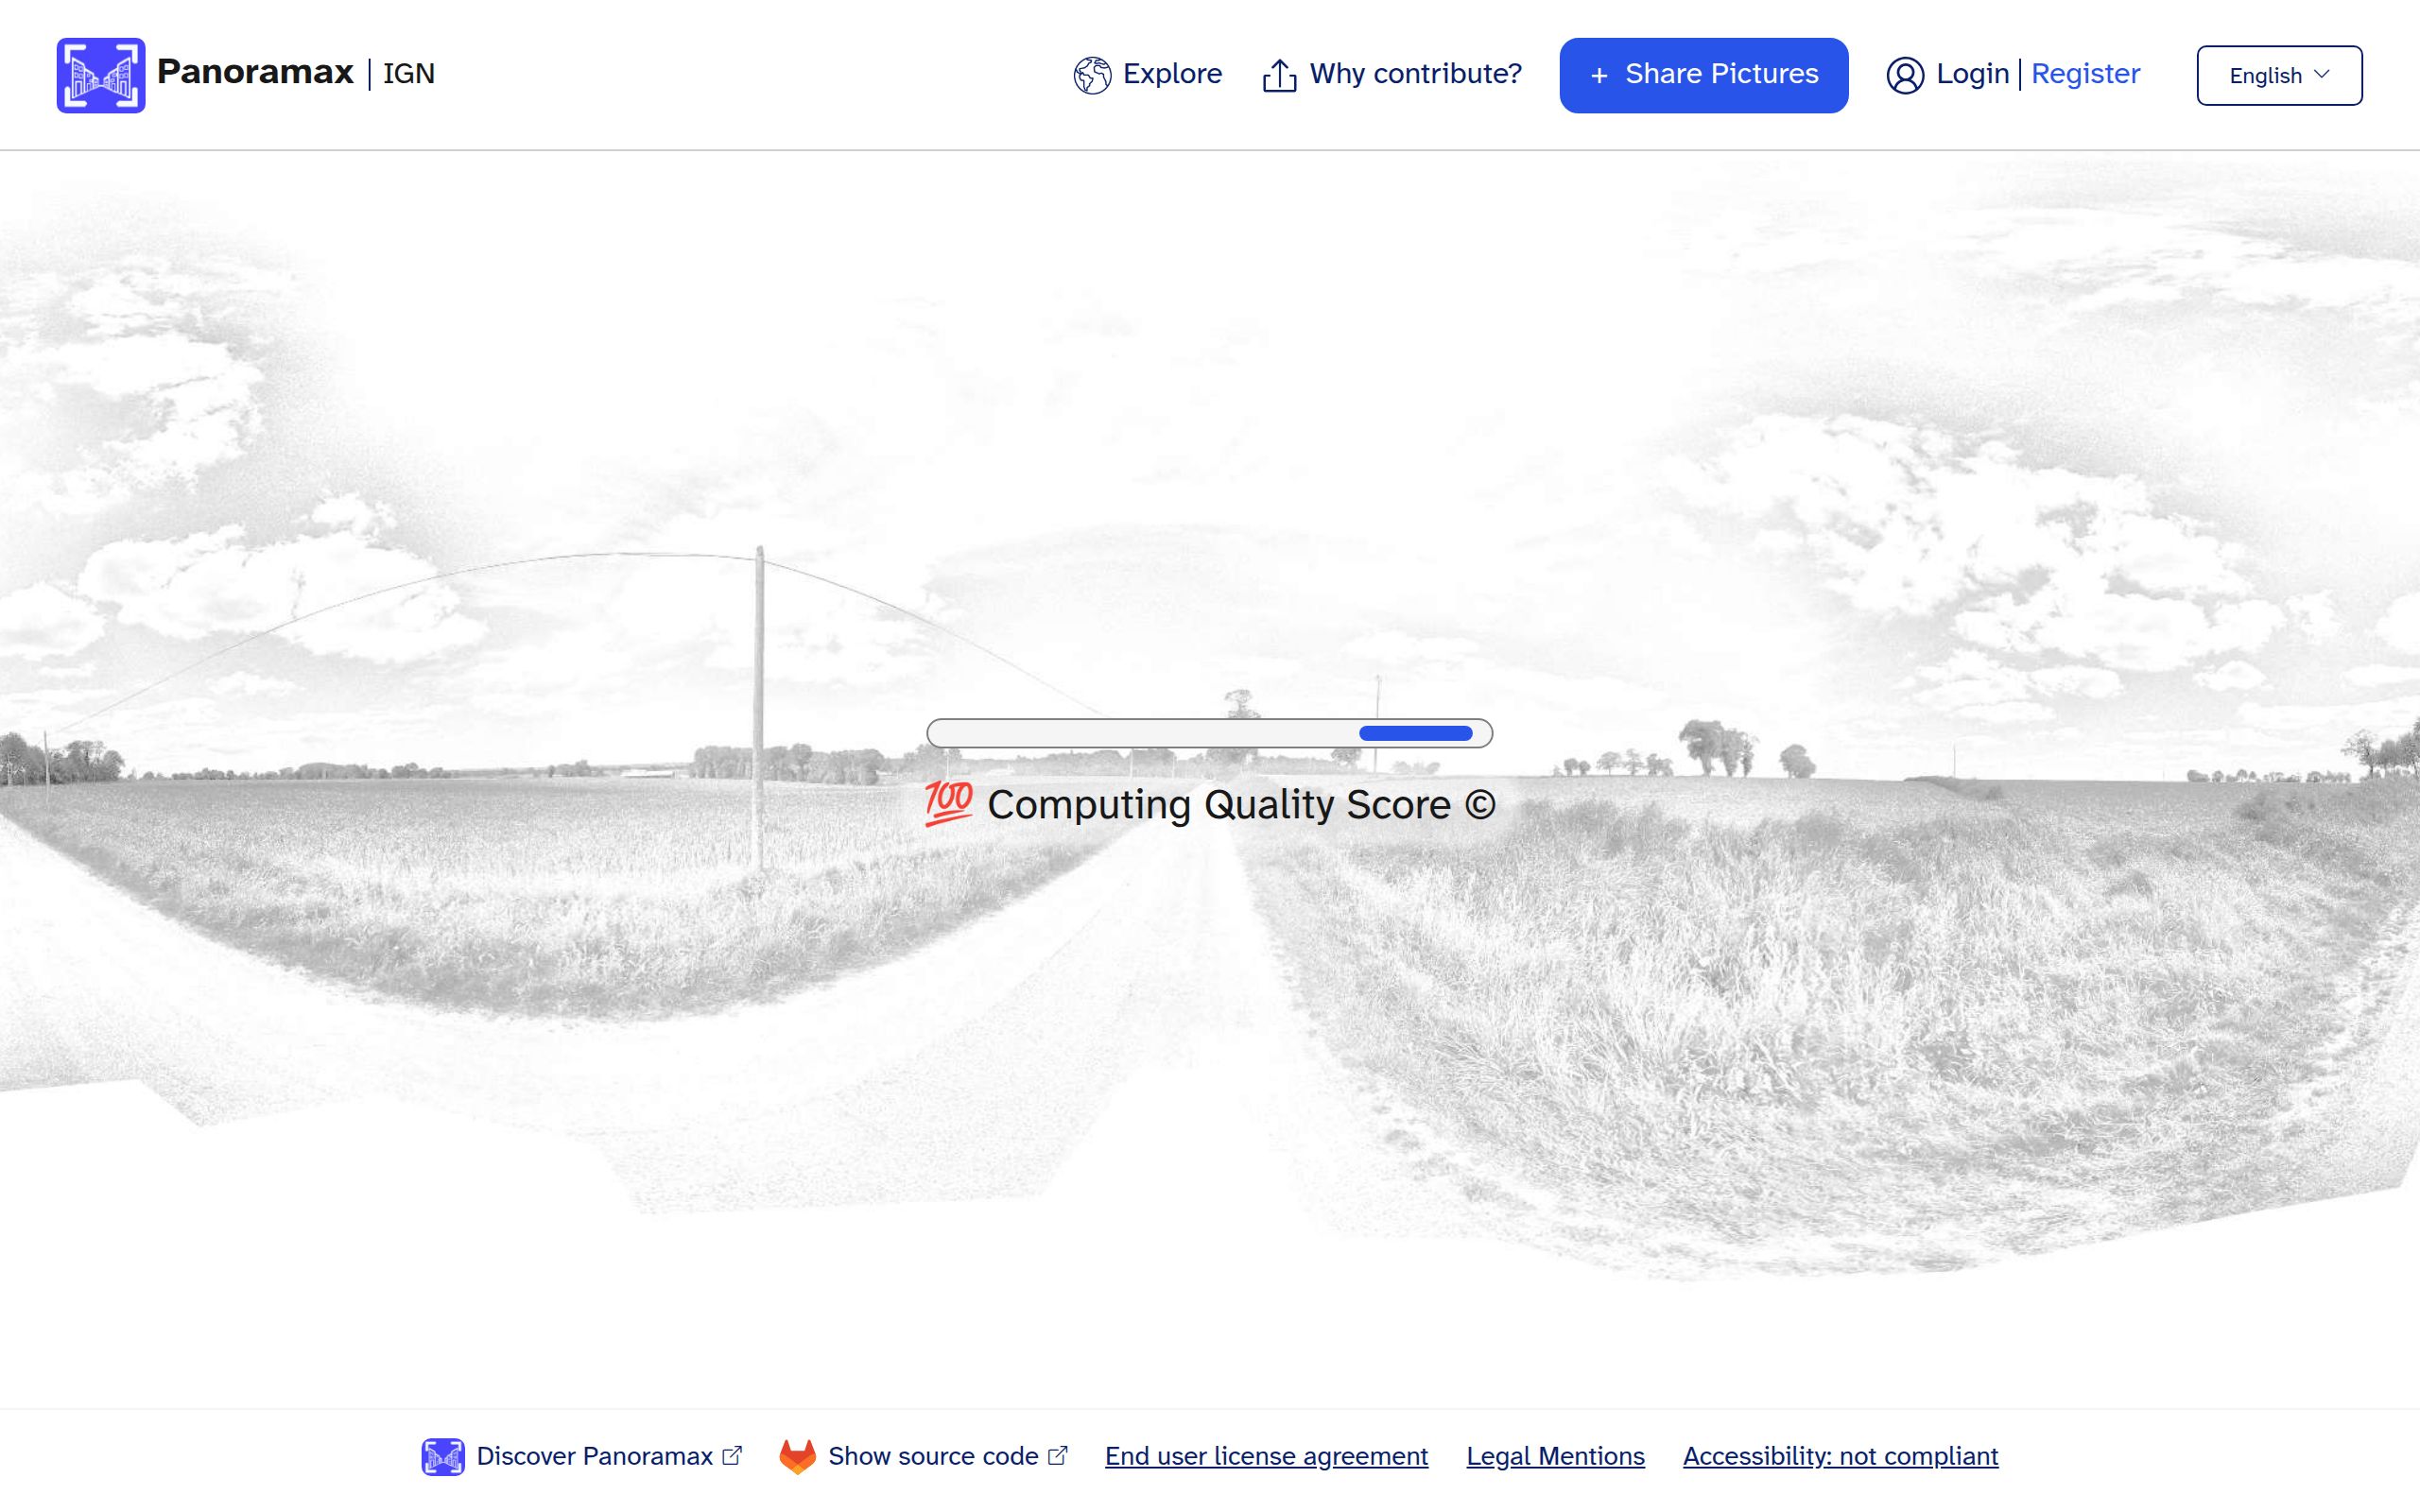 Panoramax | IGN
Explore
Why contribute?
+ Share Pictures
Login | Register
English
💯 Computing Quality Score ©
Discover Panoramax
Show source code
End user license agreement
Legal Mentions
Accessibility: not compliant